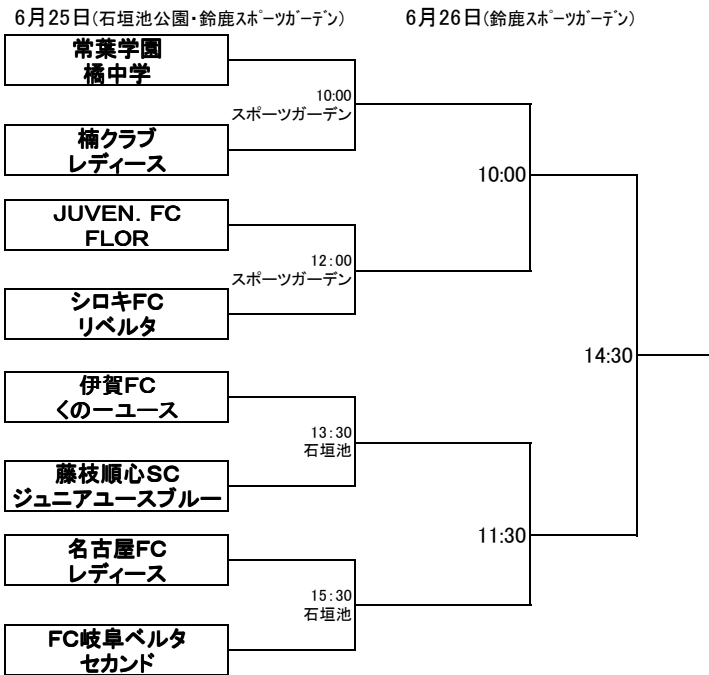 6月25日(石垣池公園・鈴鹿スポーツガーデン)
6月26日(鈴鹿スポーツガーデン)
常葉学園
橘中学
10:00
スポーツガーデン
楠クラブ
レディース
10:00
JUVEN. FC
FLOR
12:00
スポーツガーデン
シロキFC
リベルタ
14:30
伊賀FC
くのーユース
13:30
石垣池
藤枝順心SC
ジュニアユースブルー
11:30
名古屋FC
レディース
15:30
石垣池
FC岐阜ベルタ
セカンド